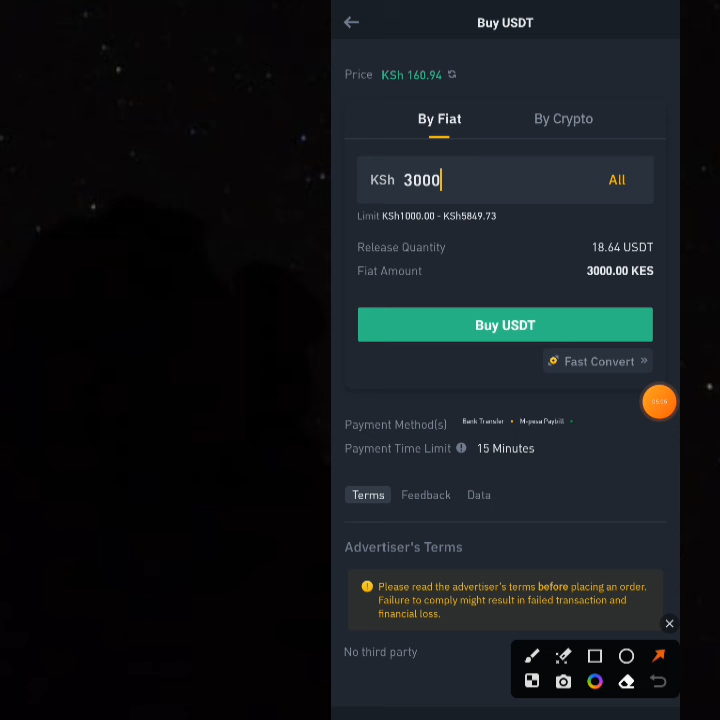 Buy USDT
Price KSh 160.94
By Fiat By Crypto
KSh 3000 All
Limit KSh1000.00 - KSh5849.73
Release Quantity 18.64 USDT
Fiat Amount 3000.00 KES
Buy USDT
Fast Convert »
Payment Method(s) Bank Transfer M-pesa Paybill
Payment Time Limit 15 Minutes
Terms Feedback Data
Advertiser's Terms
Please read the advertiser's terms before placing an order.
Failure to comply might result in failed transaction and
financial loss.
No third party